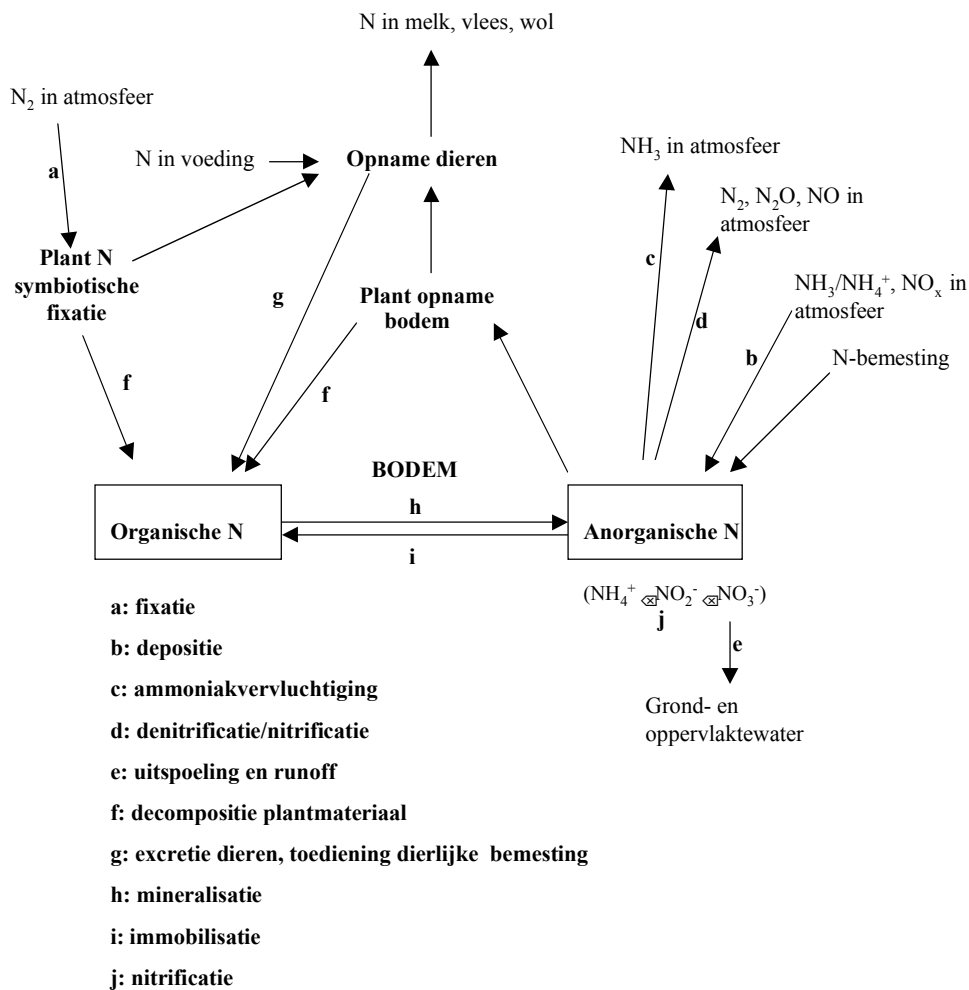 N in melk, vlees, wol
N₂ in atmosfeer
a
N in voeding
Opname dieren
NH₃ in atmosfeer
N₂, N₂O, NO in
atmosfeer
c
Plant N
symbiotische
fixatie
g
Plant opname
bodem
d
NH₃/NH₄⁺, NOₓ in
atmosfeer
b
N-bemesting
f
f
BODEM
h
Organische N
Anorganische N
i
(NH₄⁺ ⌫NO₂⁻ ⌫NO₃⁻)
j
e
Grond- en
oppervlaktewater
a: fixatie
b: depositie
c: ammoniakvervluchtiging
d: denitrificatie/nitrificatie
e: uitspoeling en runoff
f: decompositie plantmateriaal
g: excretie dieren, toediening dierlijke bemesting
h: mineralisatie
i: immobilisatie
j: nitrificatie